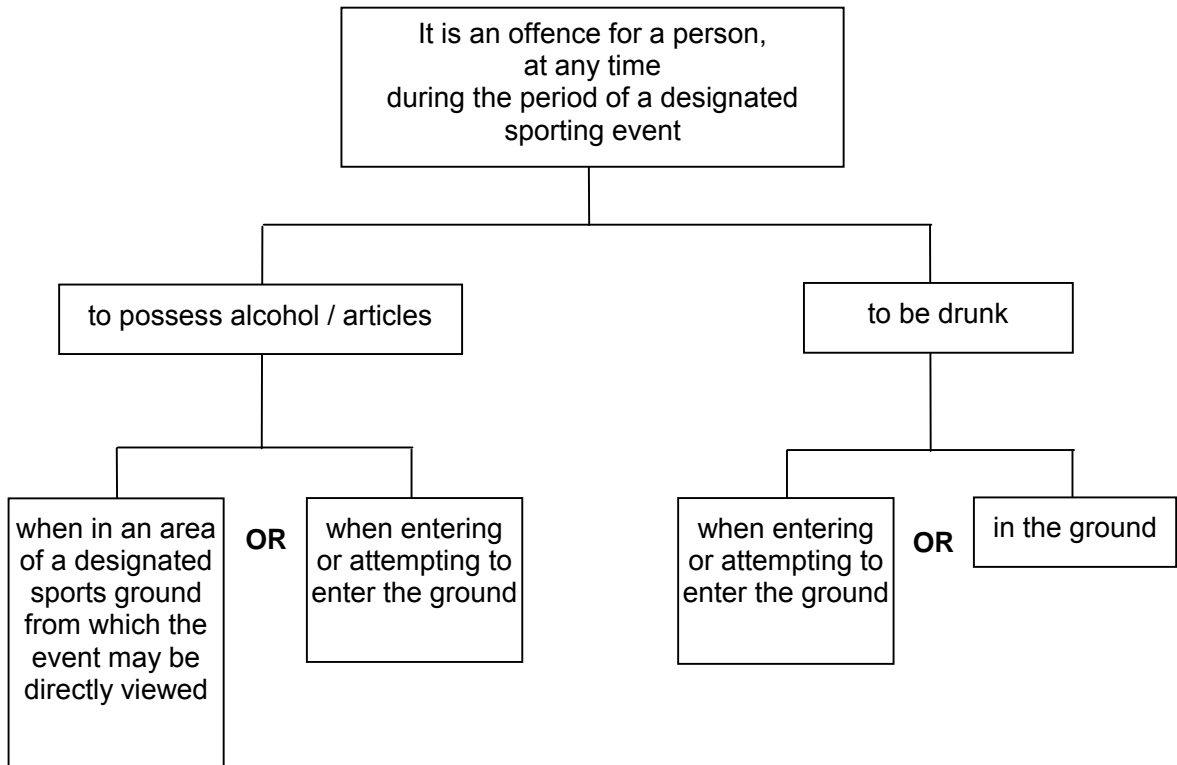 It is an offence for a person,
at any time
during the period of a designated
sporting event
to possess alcohol / articles
to be drunk
when in an area
of a designated
sports ground
from which the
event may be
directly viewed
OR
when entering
or attempting to
enter the ground
when entering
or attempting to
enter the ground
OR
in the ground